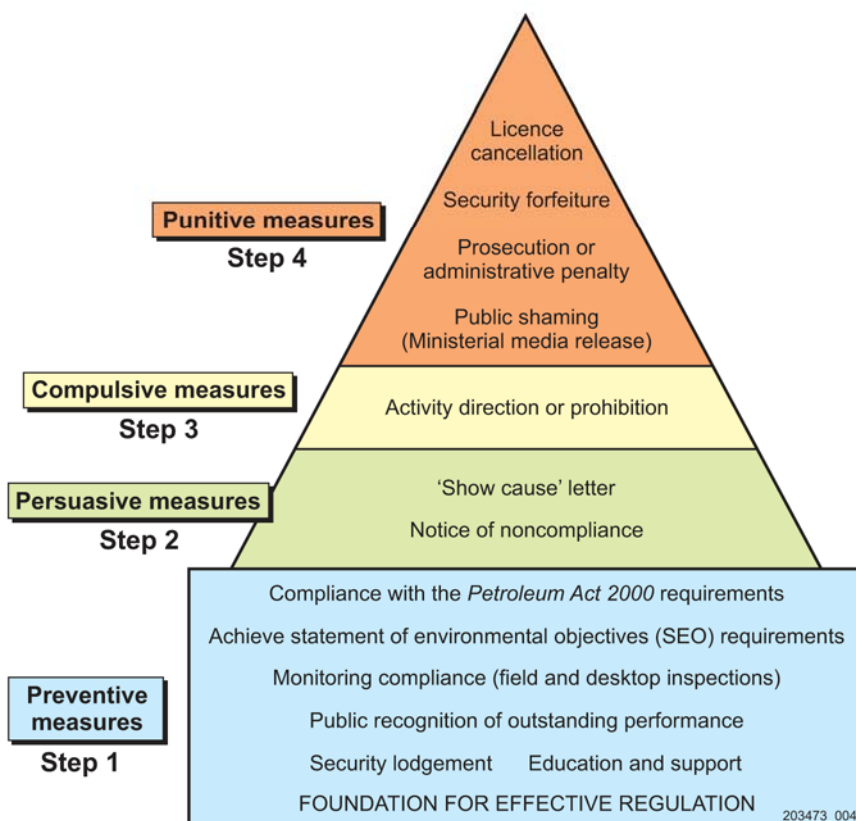 Licence
cancellation
Security forfeiture
Punitive measures
Step 4
Prosecution or
administrative penalty
Public shaming
(Ministerial media release)
Compulsive measures
Step 3
Activity direction or prohibition
Persuasive measures
Step 2
‘Show cause’ letter
Notice of noncompliance
Compliance with the Petroleum Act 2000 requirements
Achieve statement of environmental objectives (SEO) requirements
Monitoring compliance (field and desktop inspections)
Preventive
measures
Step 1
Public recognition of outstanding performance
Security lodgement Education and support
FOUNDATION FOR EFFECTIVE REGULATION
203473_004